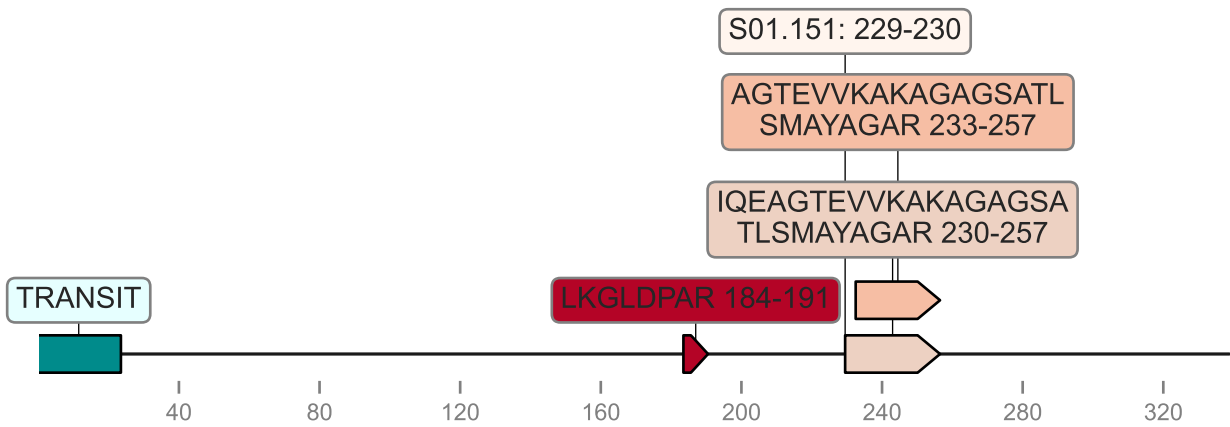 S01.151: 229-230
AGTEVVKAKAGAGSATL
SMAYAGAR 233-257
IQEAGTEVVKAKAGAGSA
TLSMAYAGAR 230-257
TRANSIT
LKGLDPAR 184-191
40 80 120 160 200 240 280 320